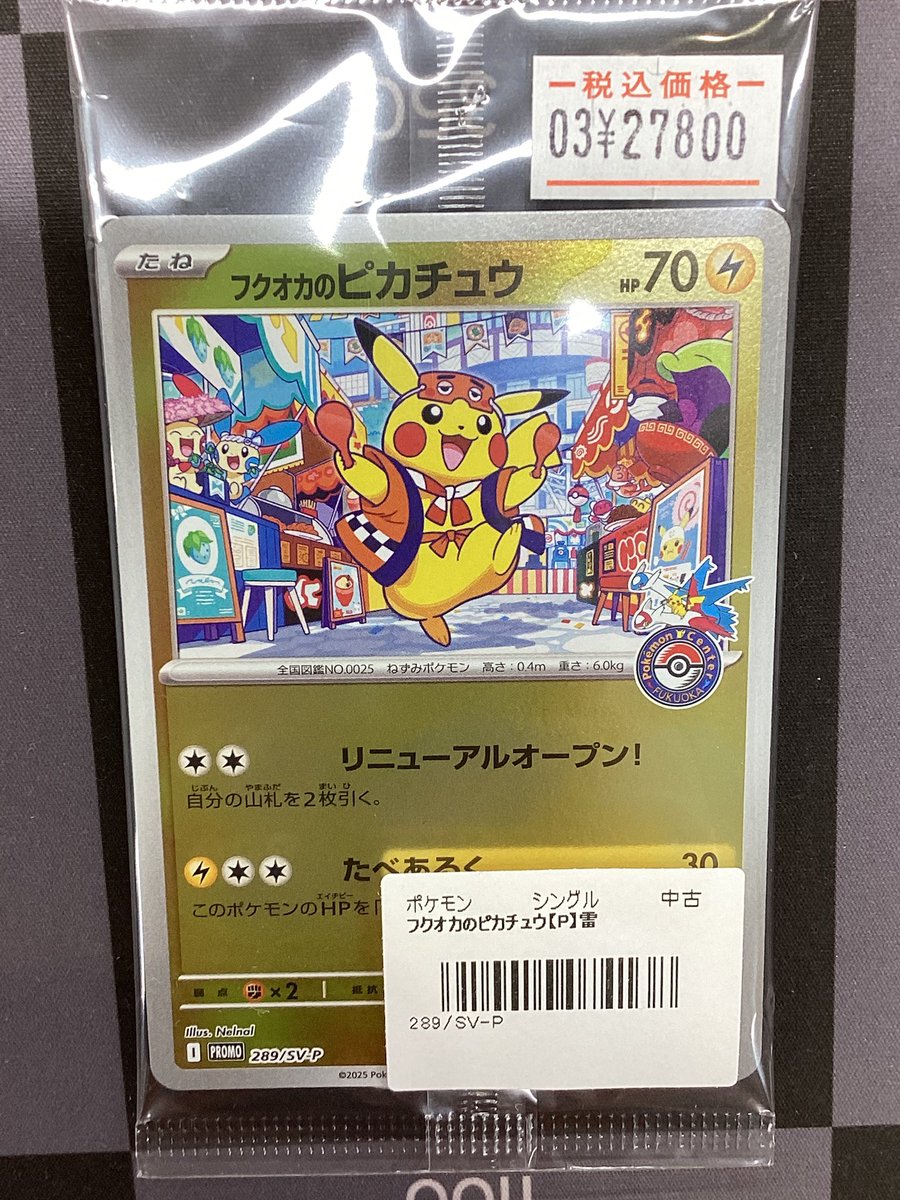 税込価格
03¥27800
たね
フクオカのピカチュウ HP70
全国図鑑NO.0025 ねずみポケモン 高さ:0.4m 重さ:6.0kg
Pokémon Center
FUKUOKA
リニューアルオープン!
自分の山札を2枚引く。
たべあるく 30
このポケモンのHPを
弱点 ×2 抵抗
ポケモン シングル 中古
フクオカのピカチュウ【P】雷
289/SV-P
Illus. Nelnal
I PROMO 289/SV-P
©2025 Pok